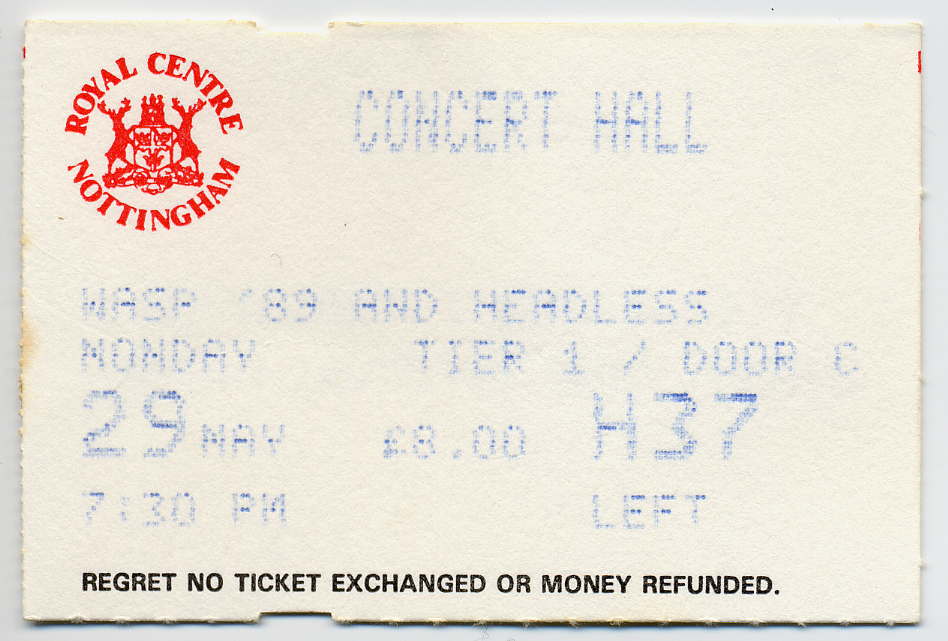 ROYAL CENTRE
NOTTINGHAM
CONCERT HALL
WASP '89 AND HEADLESS
MONDAY TIER 1 / DOOR C
29 MAY £8.00 H37
7:30 PM LEFT
REGRET NO TICKET EXCHANGED OR MONEY REFUNDED.